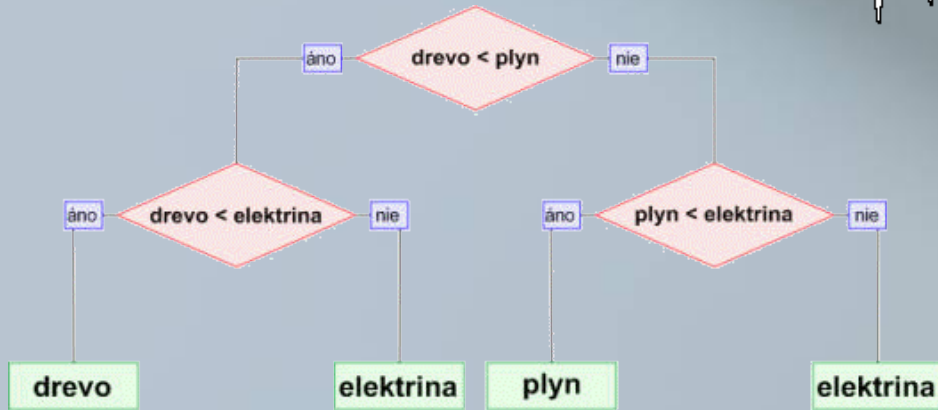 áno
drevo < plyn
nie
áno
drevo < elektrina
nie
áno
plyn < elektrina
nie
drevo
elektrina
plyn
elektrina